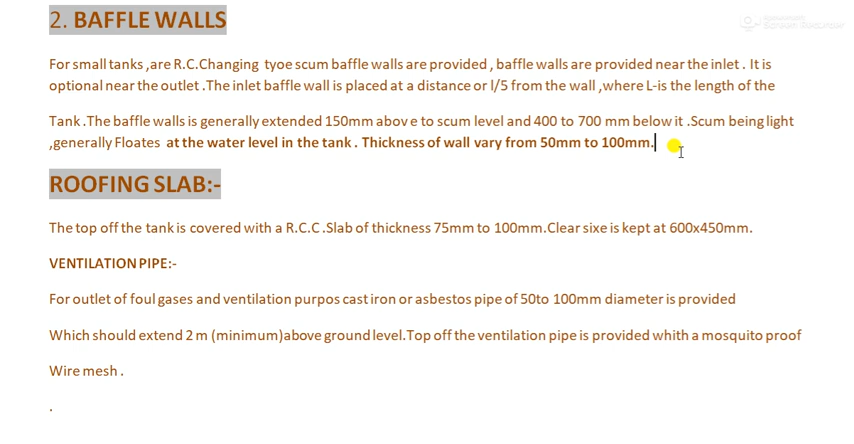 2. BAFFLE WALLS
For small tanks ,are R.C.Changing tyoe scum baffle walls are provided , baffle walls are provided near the inlet . It is
optional near the outlet .The inlet baffle wall is placed at a distance or l/5 from the wall ,where L-is the length of the
Tank .The baffle walls is generally extended 150mm abov e to scum level and 400 to 700 mm below it .Scum being light
,generally Floates at the water level in the tank . Thickness of wall vary from 50mm to 100mm.
ROOFING SLAB:-
The top off the tank is covered with a R.C.C .Slab of thickness 75mm to 100mm.Clear sixe is kept at 600x450mm.
VENTILATION PIPE:-
For outlet of foul gases and ventilation purpos cast iron or asbestos pipe of 50to 100mm diameter is provided
Which should extend 2 m (minimum)above ground level.Top off the ventilation pipe is provided whith a mosquito proof
Wire mesh .
.